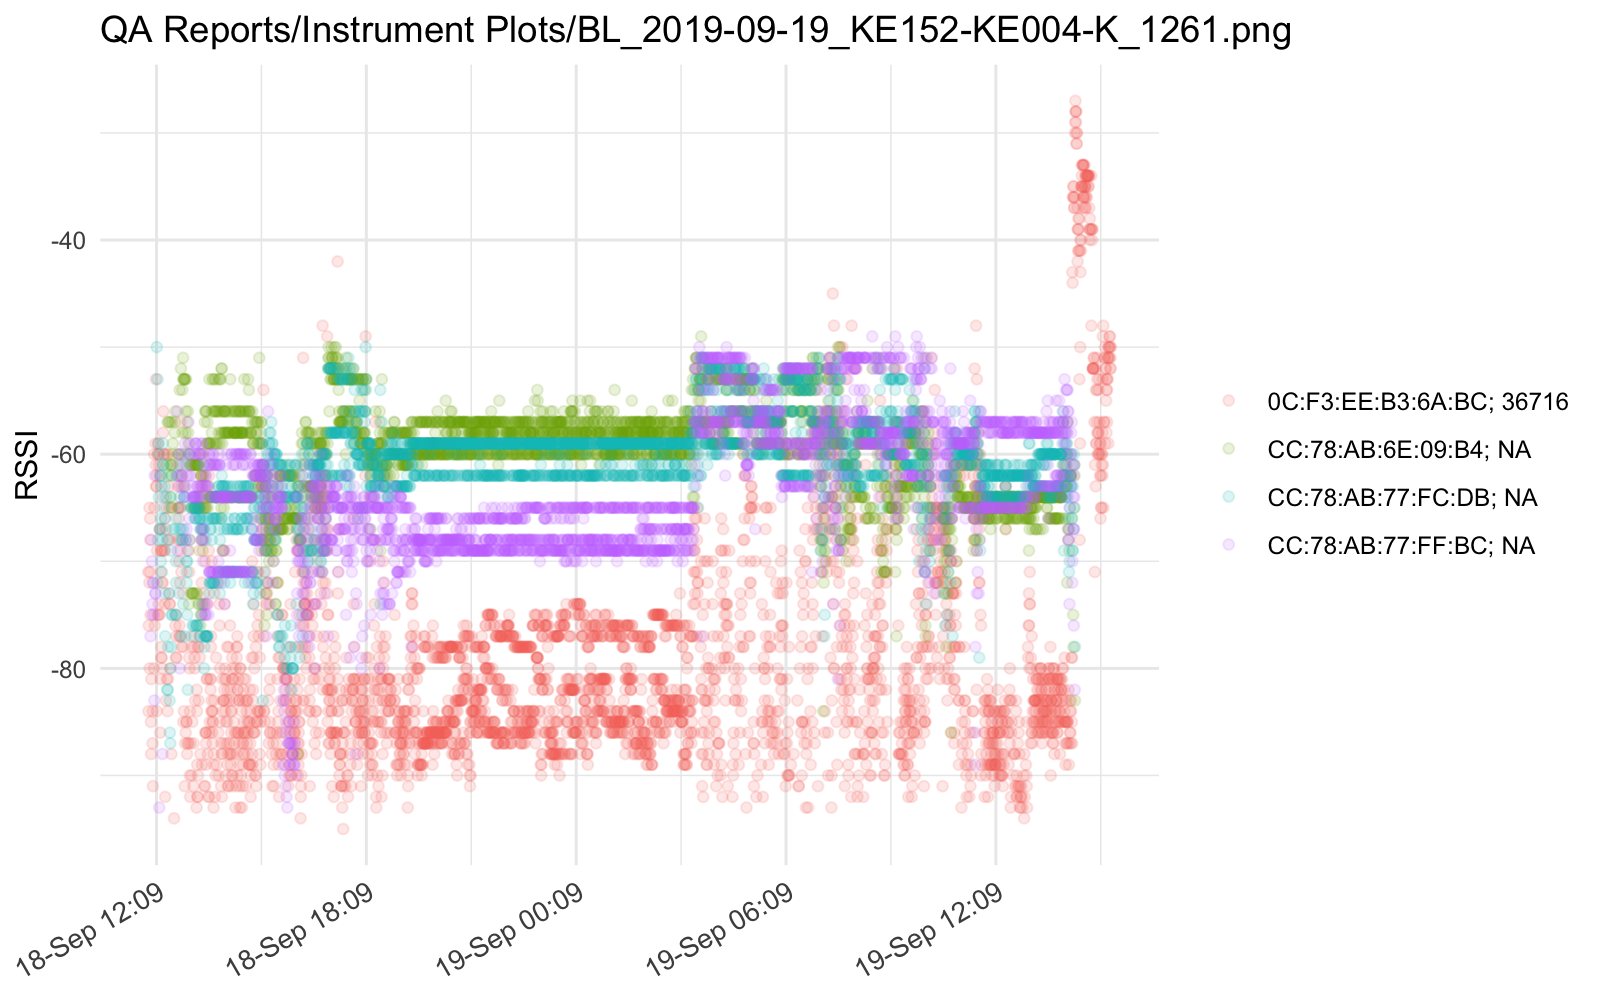 QA Reports/Instrument Plots/BL_2019-09-19_KE152-KE004-K_1261.png
RSSI
-40
-60
-80
18-Sep 12:09
18-Sep 18:09
19-Sep 00:09
19-Sep 06:09
19-Sep 12:09
0C:F3:EE:B3:6A:BC; 36716
CC:78:AB:6E:09:B4; NA
CC:78:AB:77:FC:DB; NA
CC:78:AB:77:FF:BC; NA